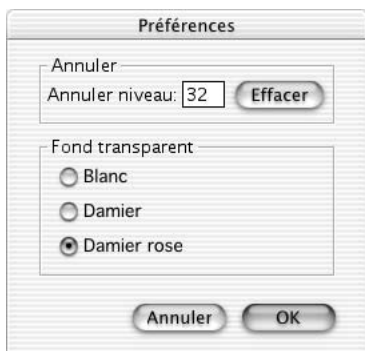 Préférences
Annuler
Annuler niveau: 32 Effacer
Fond transparent
Blanc
Damier
Damier rose
Annuler OK